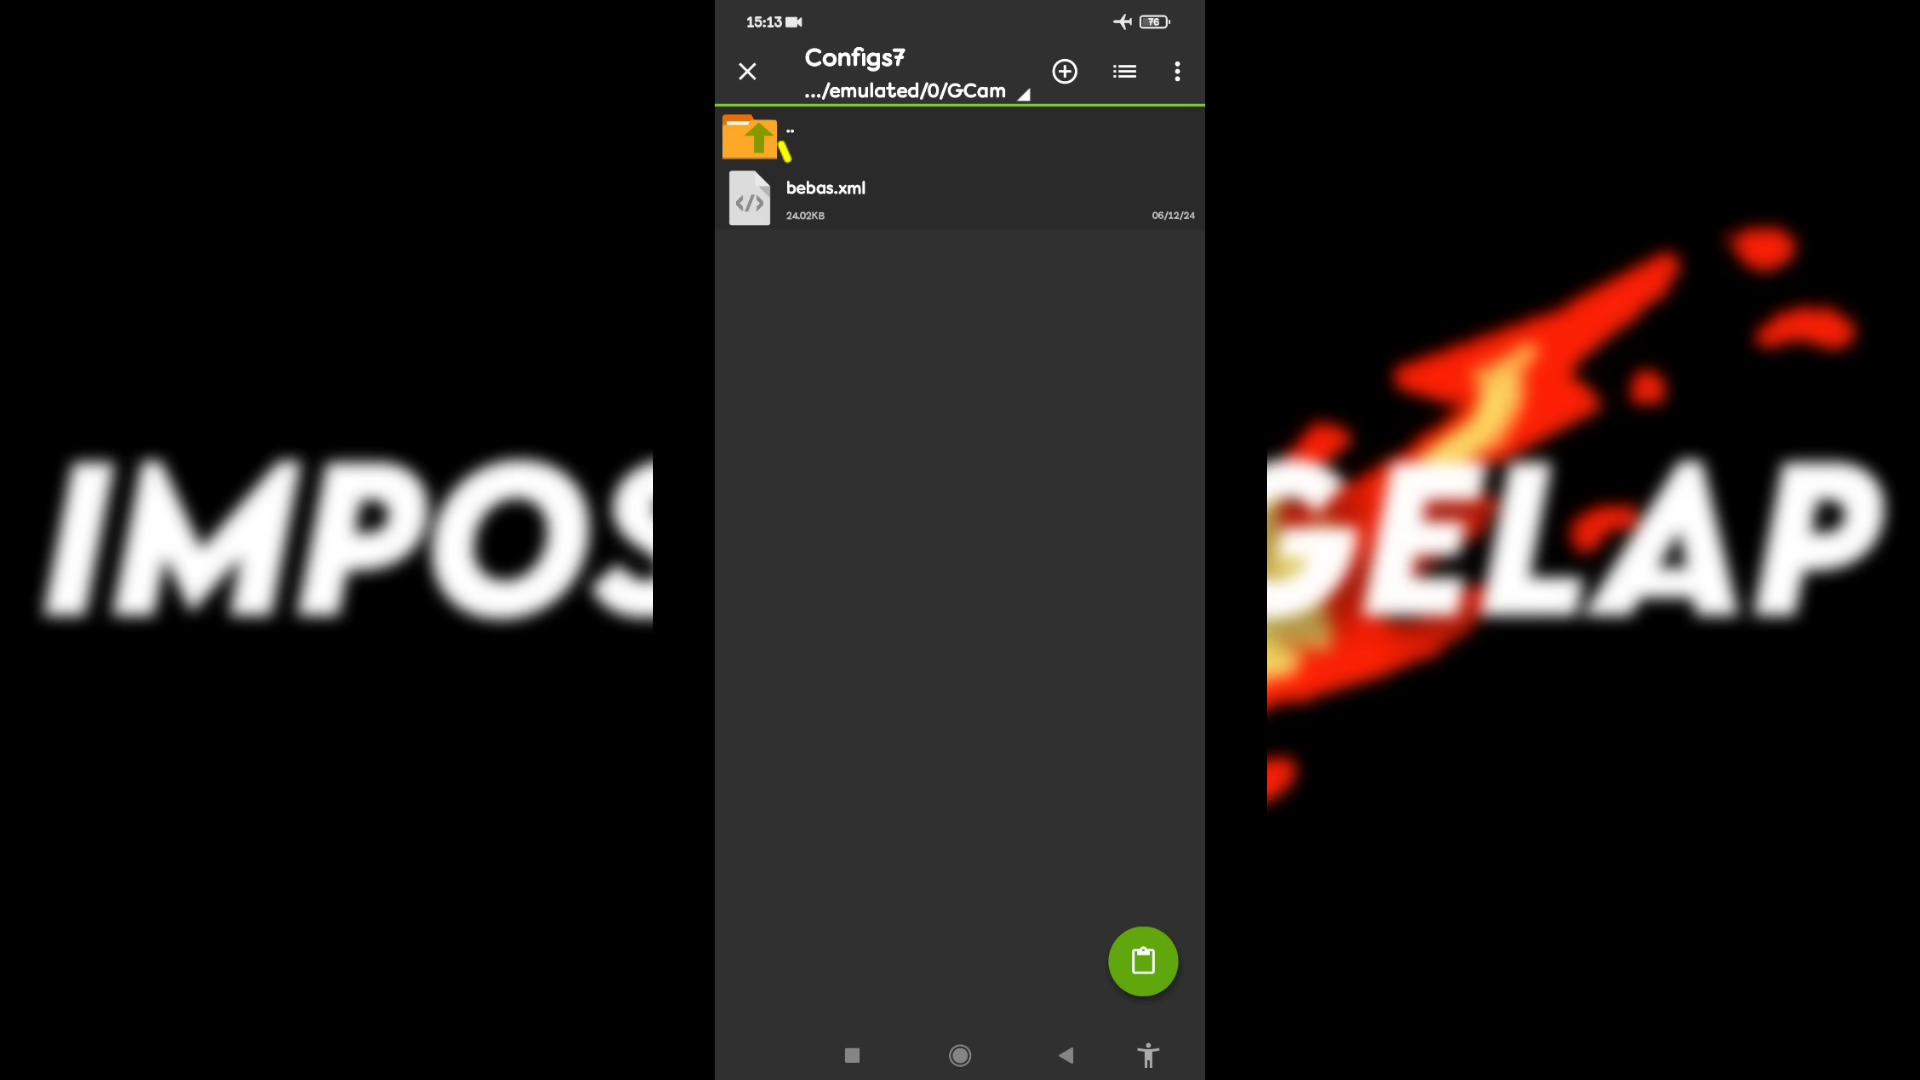 15:13
76
Configs7
.../emulated/0/GCam
..
bebas.xml
24.02KB
06/12/24
IMPOS
GELAP